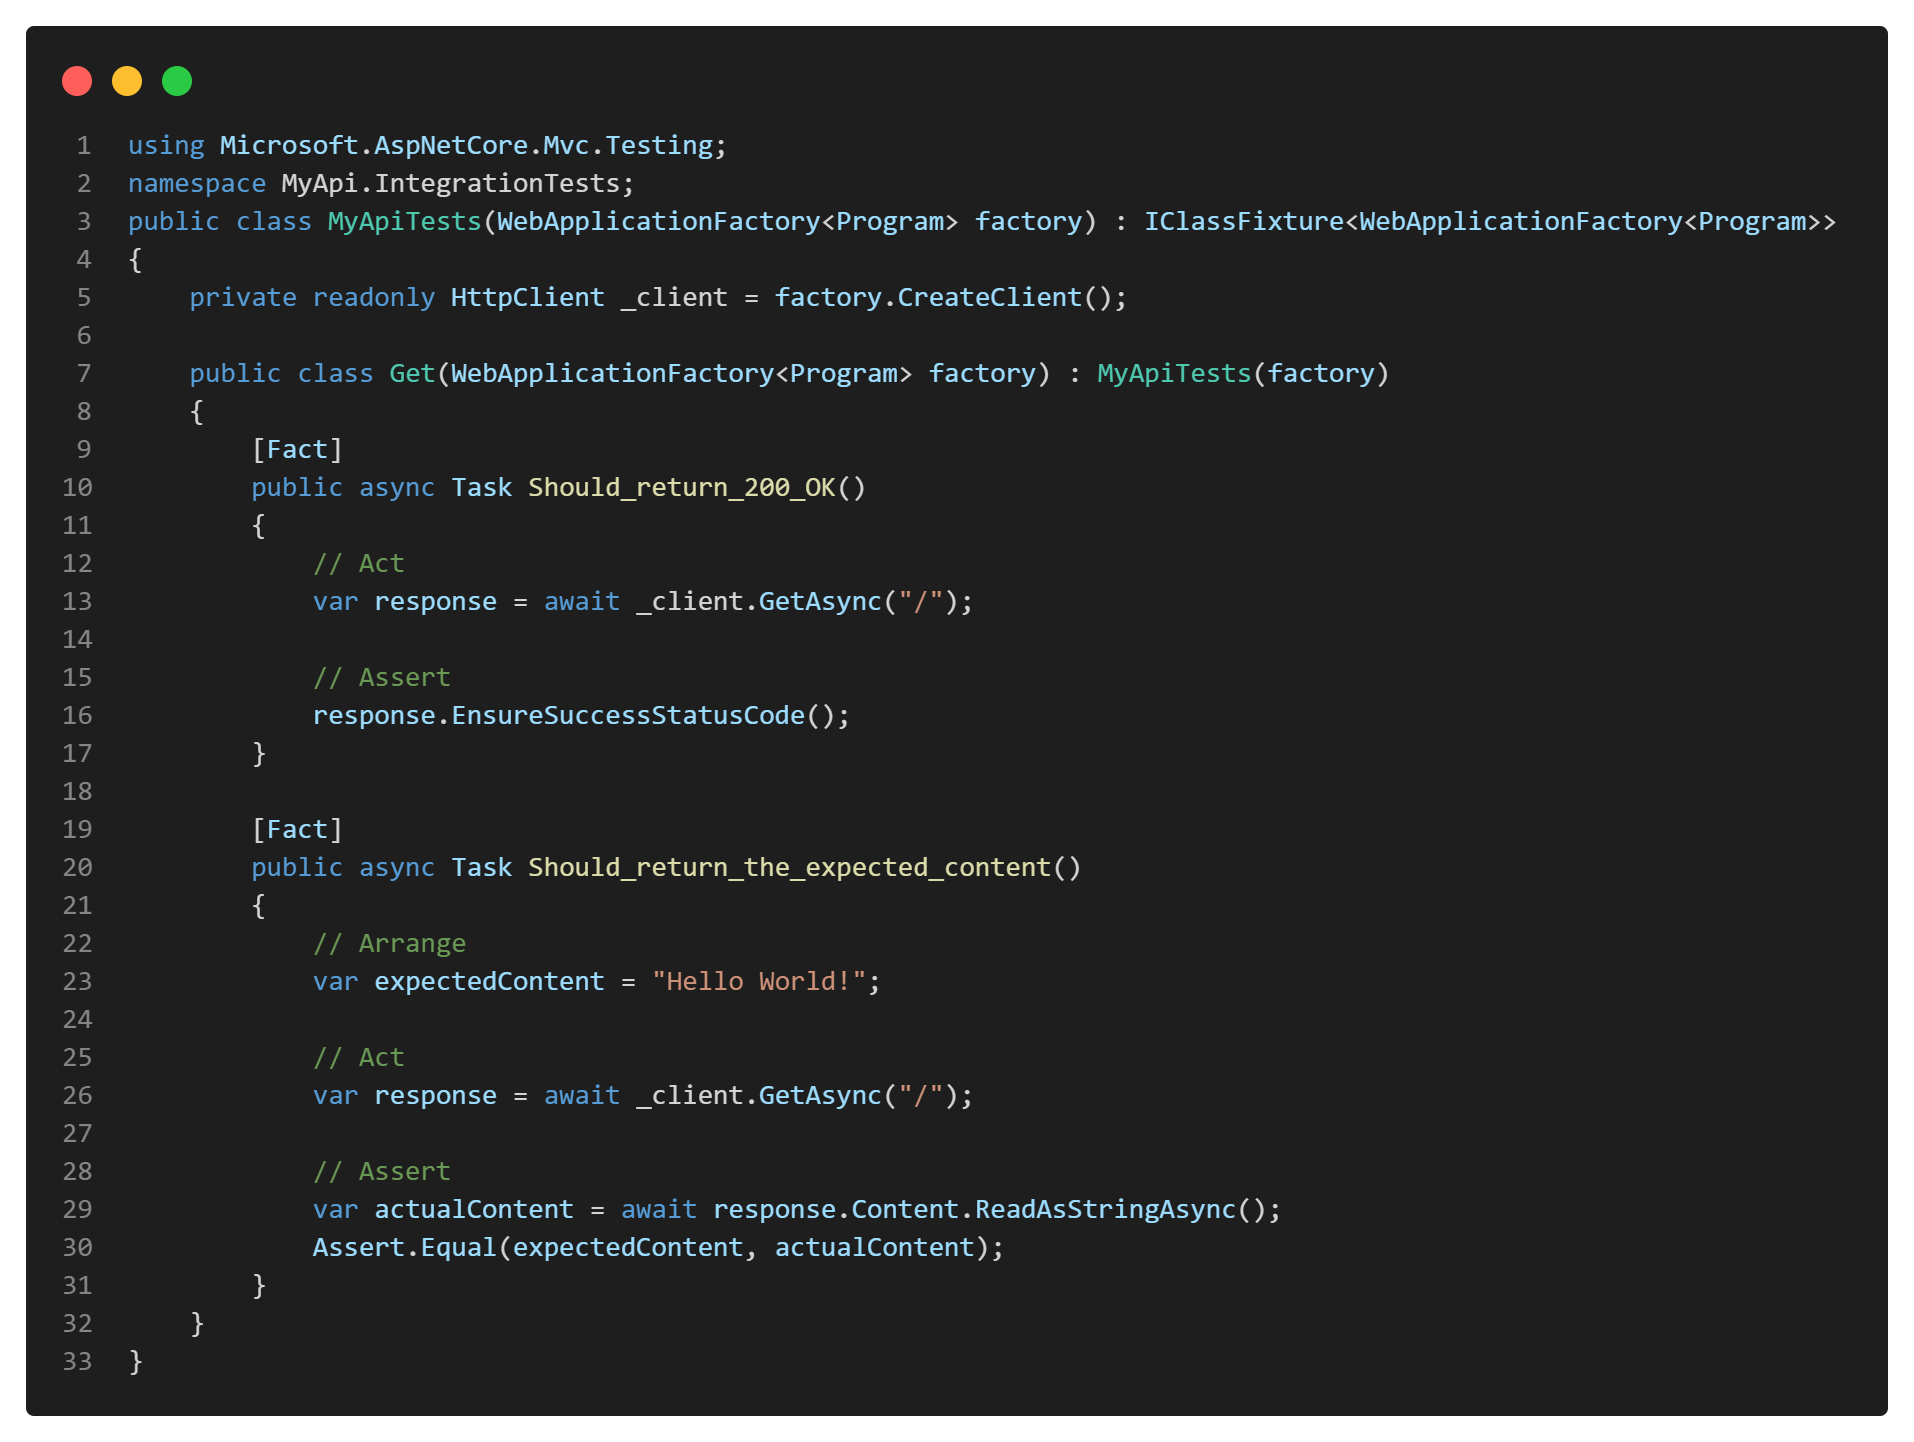 1 using Microsoft.AspNetCore.Mvc.Testing;
2 namespace MyApi.IntegrationTests;
3 public class MyApiTests(WebApplicationFactory<Program> factory) : IClassFixture<WebApplicationFactory<Program>>
4 {
5     private readonly HttpClient _client = factory.CreateClient();
6
7     public class Get(WebApplicationFactory<Program> factory) : MyApiTests(factory)
8     {
9         [Fact]
10         public async Task Should_return_200_OK()
11         {
12             // Act
13             var response = await _client.GetAsync("/");
14
15             // Assert
16             response.EnsureSuccessStatusCode();
17         }
18
19         [Fact]
20         public async Task Should_return_the_expected_content()
21         {
22             // Arrange
23             var expectedContent = "Hello World!";
24
25             // Act
26             var response = await _client.GetAsync("/");
27
28             // Assert
29             var actualContent = await response.Content.ReadAsStringAsync();
30             Assert.Equal(expectedContent, actualContent);
31         }
32     }
33 }